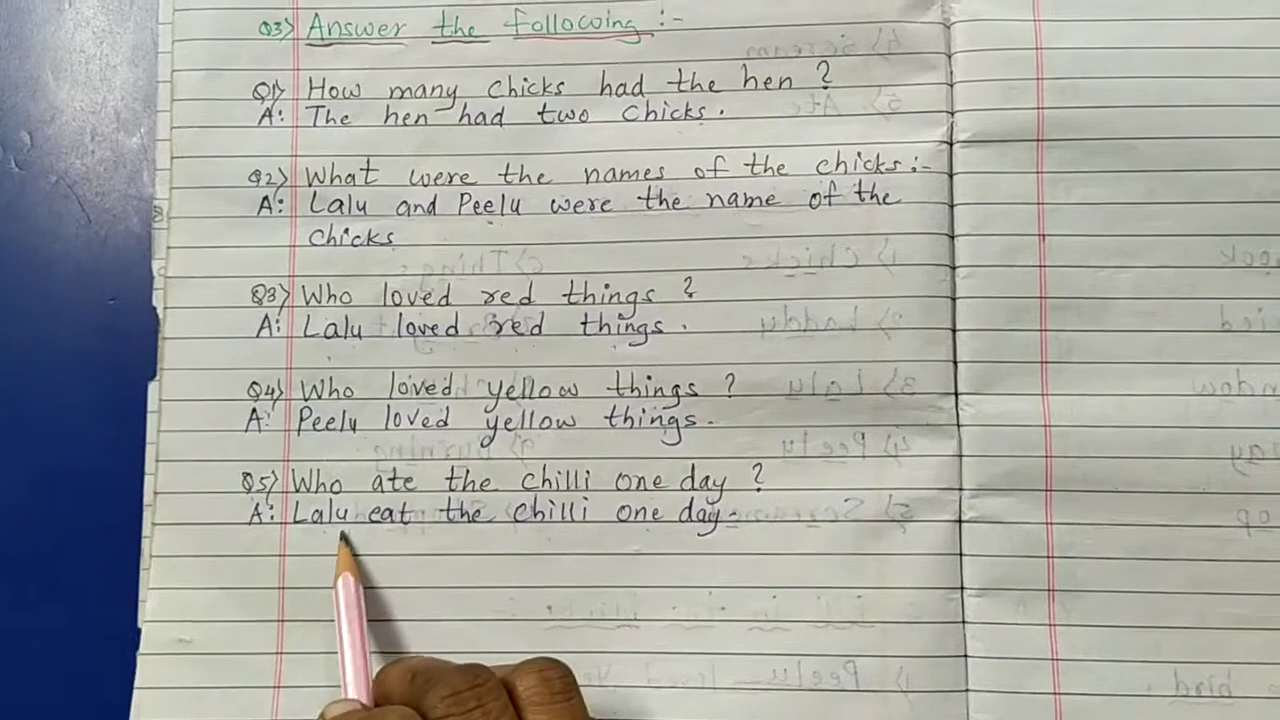 Q3) Answer the following :-
Q1) How many chicks had the hen ?
A: The hen had two chicks.
Q2) What were the names of the chicks :-
A: Lalu and Peelu were the name of the
chicks
Q3) Who loved red things ?
A: Lalu loved red things.
Q4) Who loved yellow things ?
A: Peelu loved yellow things.
Q5) Who ate the chilli one day ?
A: Lalu eat the chilli one day.